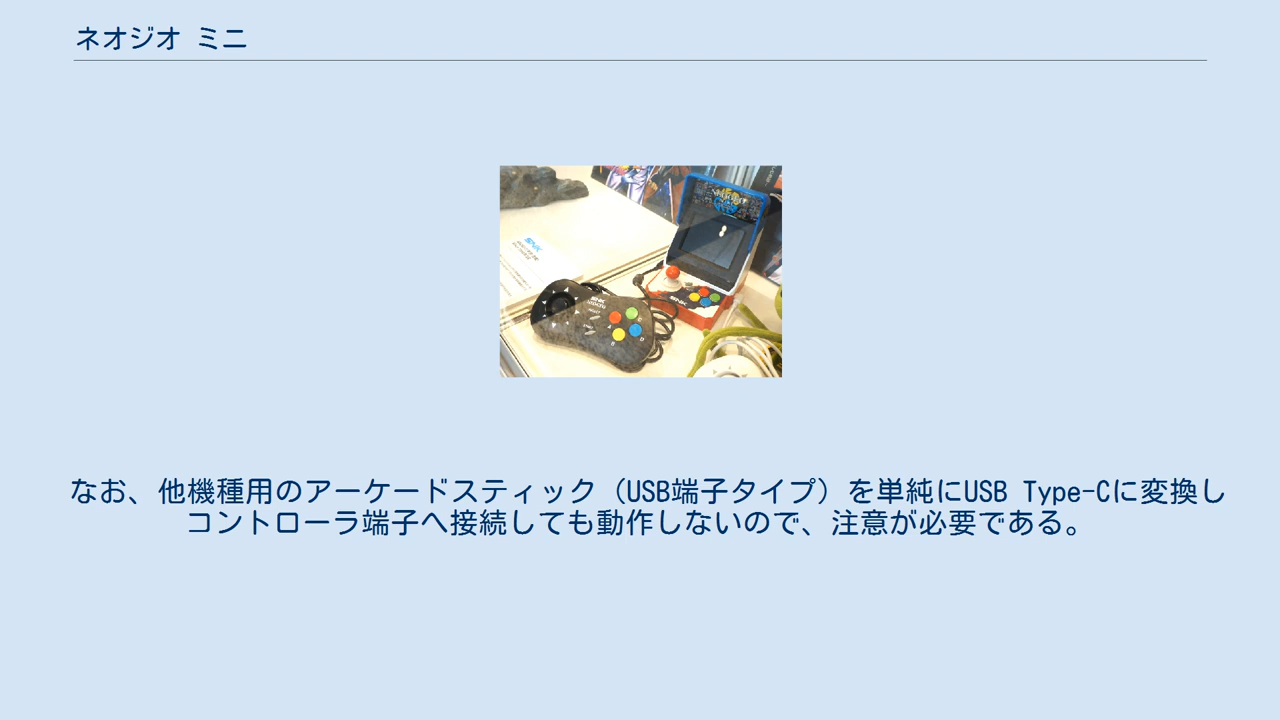 ネオジオ ミニ
SNK
SNK
SNK
なお、他機種用のアーケードスティック（USB端子タイプ）を単純にUSB Type-Cに変換し
コントローラ端子へ接続しても動作しないので、注意が必要である。